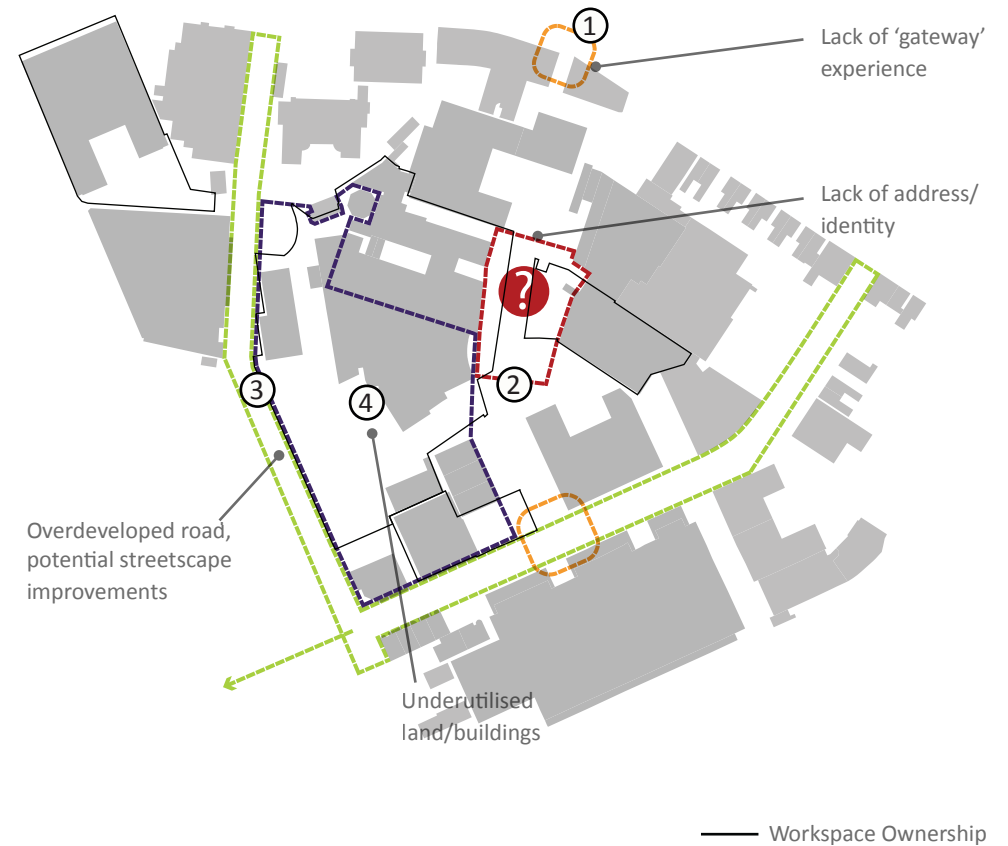 1
Lack of ‘gateway’
experience
Lack of address/
identity
?
2
3
4
Overdeveloped road,
potential streetscape
improvements
Underutilised
land/buildings
Workspace Ownership